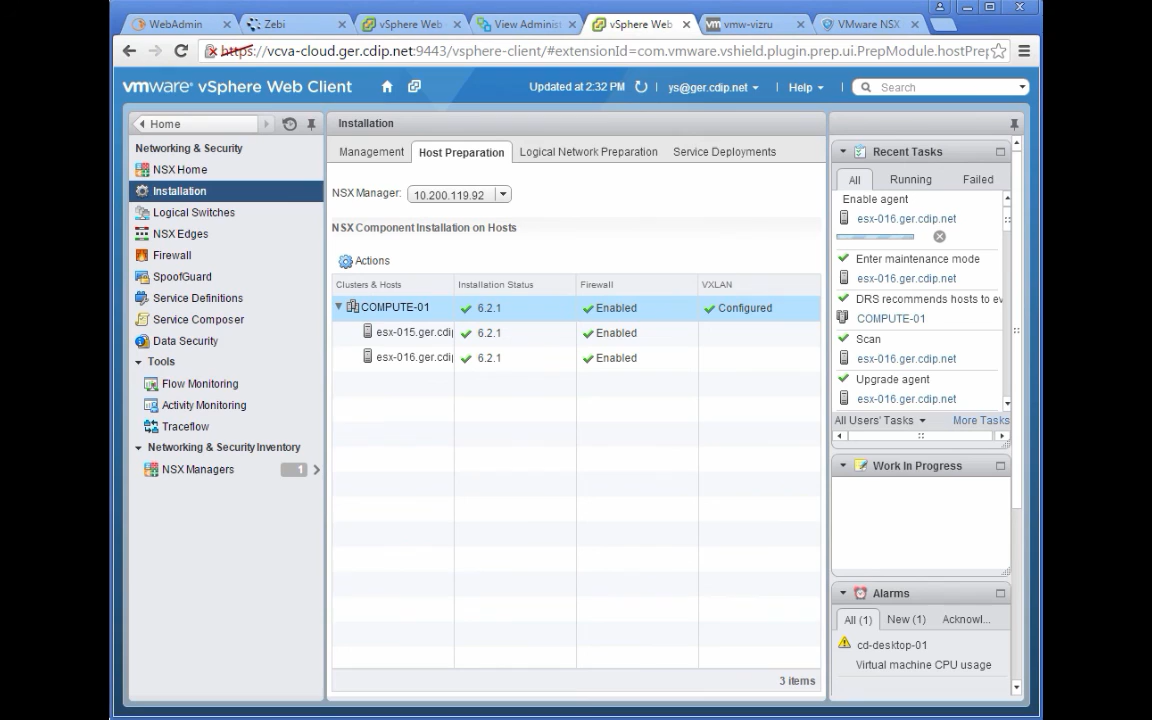 WebAdmin
Zebi
vSphere Web
View Administ
vSphere Web
vmw-vizru
VMware NSX
https://vcva-cloud.ger.cdip.net:9443/vsphere-client/#extensionId=com.vmware.vshield.plugin.prep.ui.PrepModule.hostPrep
vmware® vSphere Web Client
Updated at 2:32 PM
ys@ger.cdip.net
Help
Search
Home
Networking & Security
NSX Home
Installation
Logical Switches
NSX Edges
Firewall
SpoofGuard
Service Definitions
Service Composer
Data Security
Tools
Flow Monitoring
Activity Monitoring
Traceflow
Networking & Security Inventory
NSX Managers 1
Installation
Management Host Preparation Logical Network Preparation Service Deployments
NSX Manager: 10.200.119.92
NSX Component Installation on Hosts
Actions
Clusters & Hosts Installation Status Firewall VXLAN
COMPUTE-01 6.2.1 Enabled Configured
esx-015.ger.cdip 6.2.1 Enabled
esx-016.ger.cdip 6.2.1 Enabled
3 items
Recent Tasks
All Running Failed
Enable agent
esx-016.ger.cdip.net
Enter maintenance mode
esx-016.ger.cdip.net
DRS recommends hosts to ev
COMPUTE-01
Scan
esx-016.ger.cdip.net
Upgrade agent
esx-016.ger.cdip.net
All Users' Tasks More Tasks
Work In Progress
Alarms
All (1) New (1) Acknowl...
cd-desktop-01
Virtual machine CPU usage